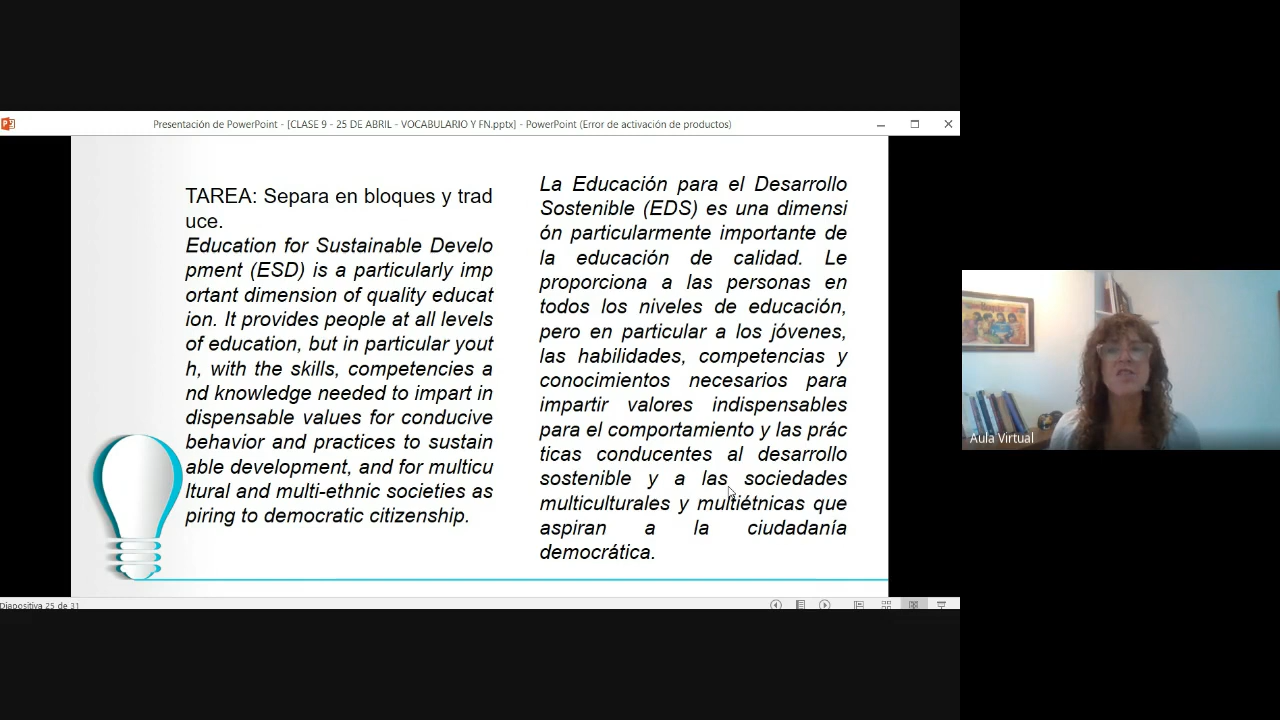 Presentación de PowerPoint - [CLASE 9 - 25 DE ABRIL - VOCABULARIO Y FN.pptx] - PowerPoint (Error de activación de productos)
TAREA: Separa en bloques y trad
uce.
Education for Sustainable Develo
pment (ESD) is a particularly imp
ortant dimension of quality educat
ion. It provides people at all levels
of education, but in particular yout
h, with the skills, competencies a
nd knowledge needed to impart in
dispensable values for conducive
behavior and practices to sustain
able development, and for multicu
ltural and multi-ethnic societies as
piring to democratic citizenship.
La Educación para el Desarrollo
Sostenible (EDS) es una dimensi
ón particularmente importante de
la educación de calidad. Le
proporciona a las personas en
todos los niveles de educación,
pero en particular a los jóvenes,
las habilidades, competencias y
conocimientos necesarios para
impartir valores indispensables
para el comportamiento y las prác
ticas conducentes al desarrollo
sostenible y a las sociedades
multiculturales y multiétnicas que
aspiran a la ciudadanía
democrática.
Aula Virtual
Diapositiva 25 de 31